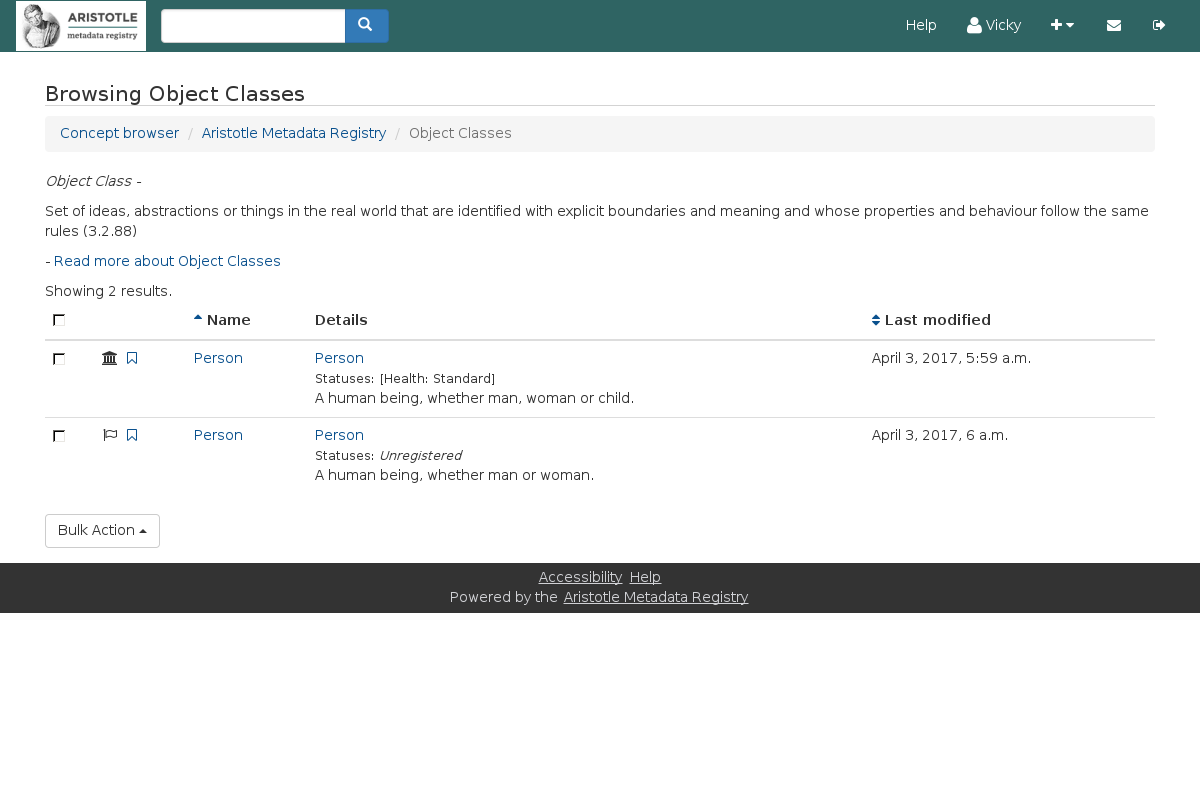 ARISTOTLE
metadata registry
Help Vicky
Browsing Object Classes
Concept browser / Aristotle Metadata Registry / Object Classes
Object Class -
Set of ideas, abstractions or things in the real world that are identified with explicit boundaries and meaning and whose properties and behaviour follow the same
rules (3.2.88)
- Read more about Object Classes
Showing 2 results.
Name Details Last modified
Person Person April 3, 2017, 5:59 a.m.
Statuses: [Health: Standard]
A human being, whether man, woman or child.
Person Person April 3, 2017, 6 a.m.
Statuses: Unregistered
A human being, whether man or woman.
Bulk Action
Accessibility Help
Powered by the Aristotle Metadata Registry